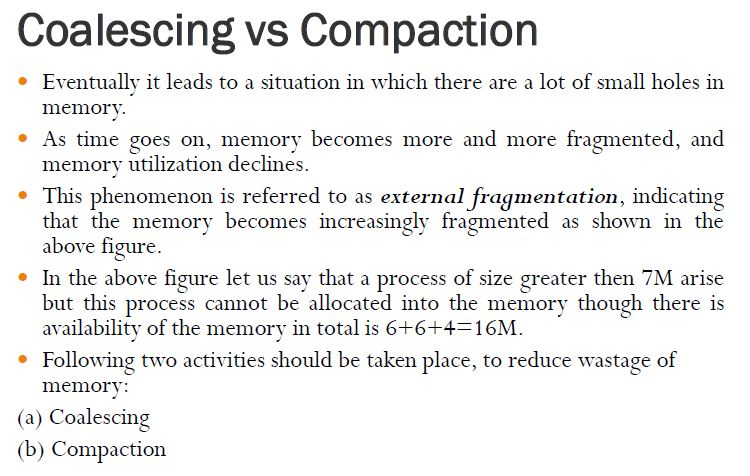 Coalescing vs Compaction
• Eventually it leads to a situation in which there are a lot of small holes in
memory.
• As time goes on, memory becomes more and more fragmented, and
memory utilization declines.
• This phenomenon is referred to as external fragmentation, indicating
that the memory becomes increasingly fragmented as shown in the
above figure.
• In the above figure let us say that a process of size greater then 7M arise
but this process cannot be allocated into the memory though there is
availability of the memory in total is 6+6+4=16M.
• Following two activities should be taken place, to reduce wastage of
memory:
(a) Coalescing
(b) Compaction